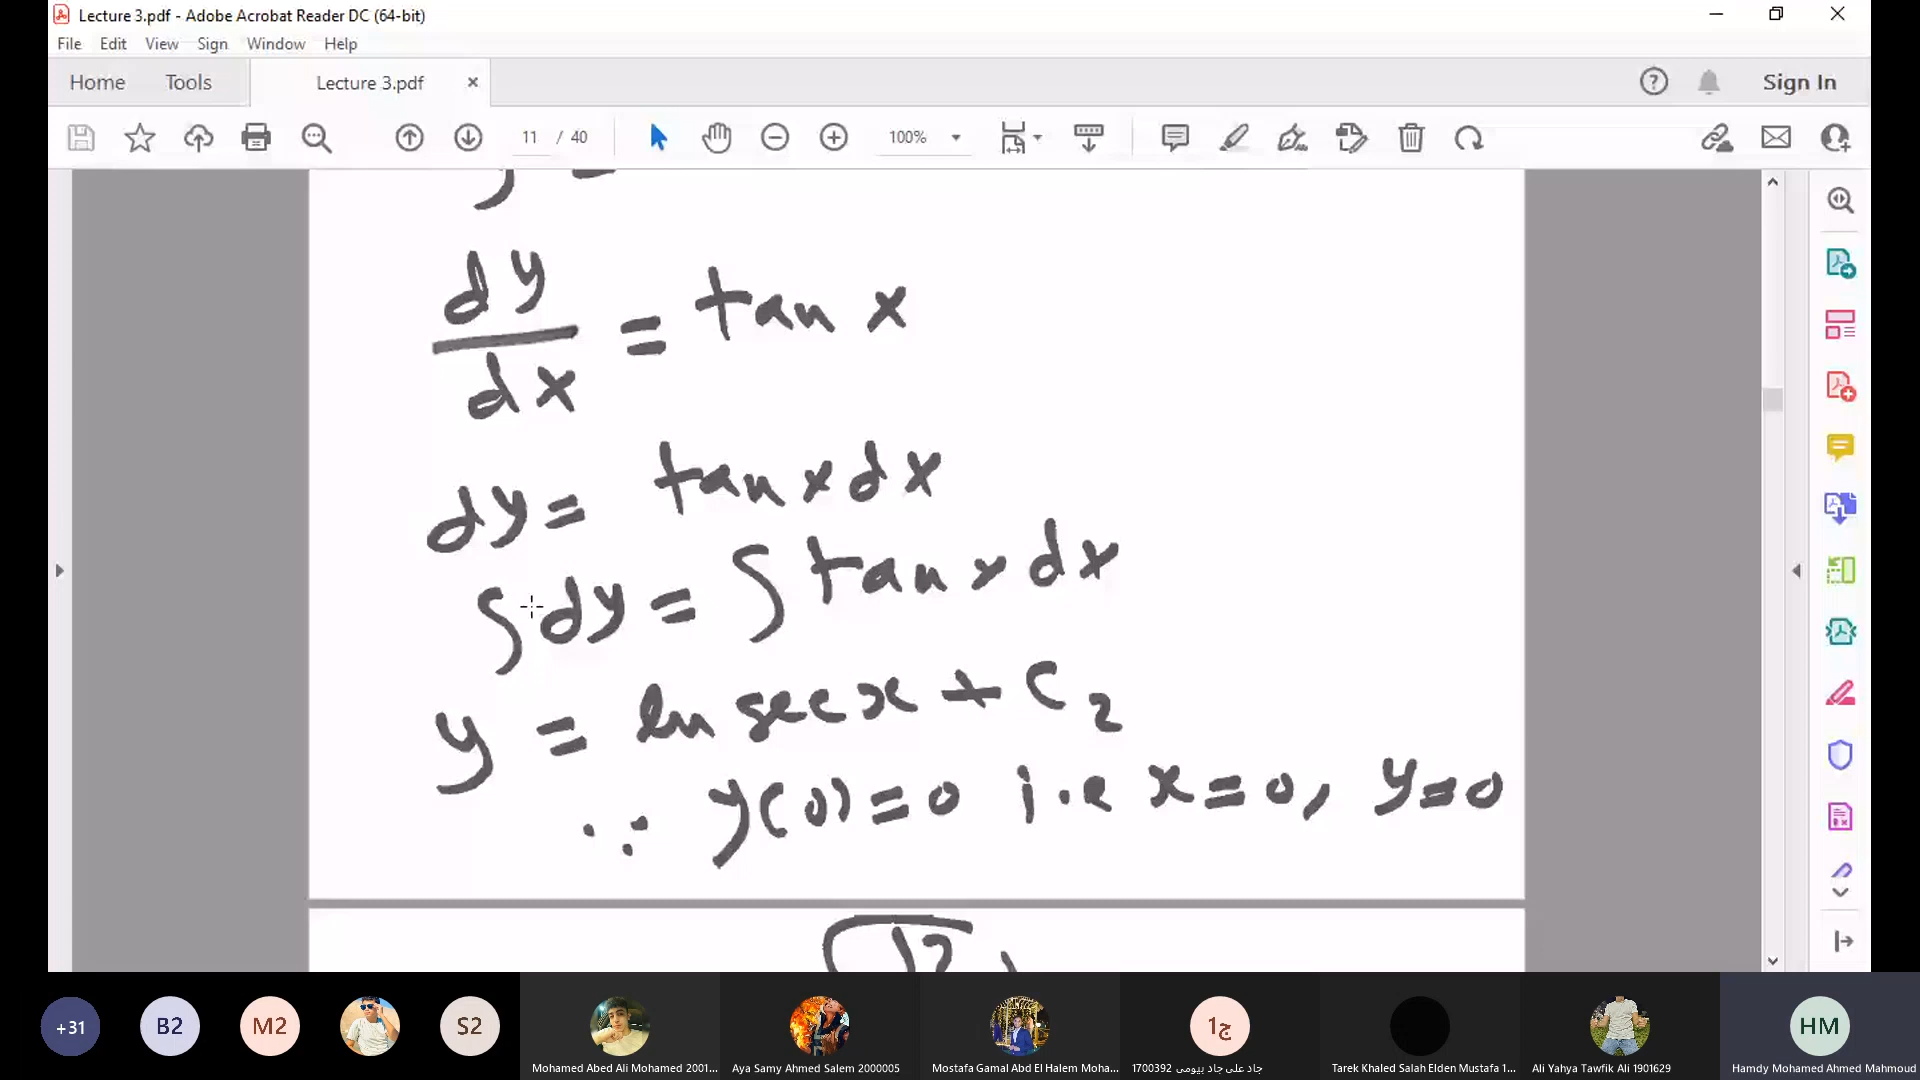 Lecture 3.pdf - Adobe Acrobat Reader DC (64-bit)
File Edit View Sign Window Help
Home Tools Lecture 3.pdf × Sign In
11 / 40 100%
dy/dx = tan x
dy = tan x dx
∫ dy = ∫ tan x dx
y = ln sec x + C2
∵ y(0) = 0 i.e x = 0, y = 0
+31 B2 M2 S2 ج1 HM
Mohamed Abed Ali Mohamed 2001... Aya Samy Ahmed Salem 2000005 Mostafa Gamal Abd El Halem Moha... جاد على جاد بيومى 1700392 Tarek Khaled Salah Elden Mustafa 1... Ali Yahya Tawfik Ali 1901629 Hamdy Mohamed Ahmed Mahmoud